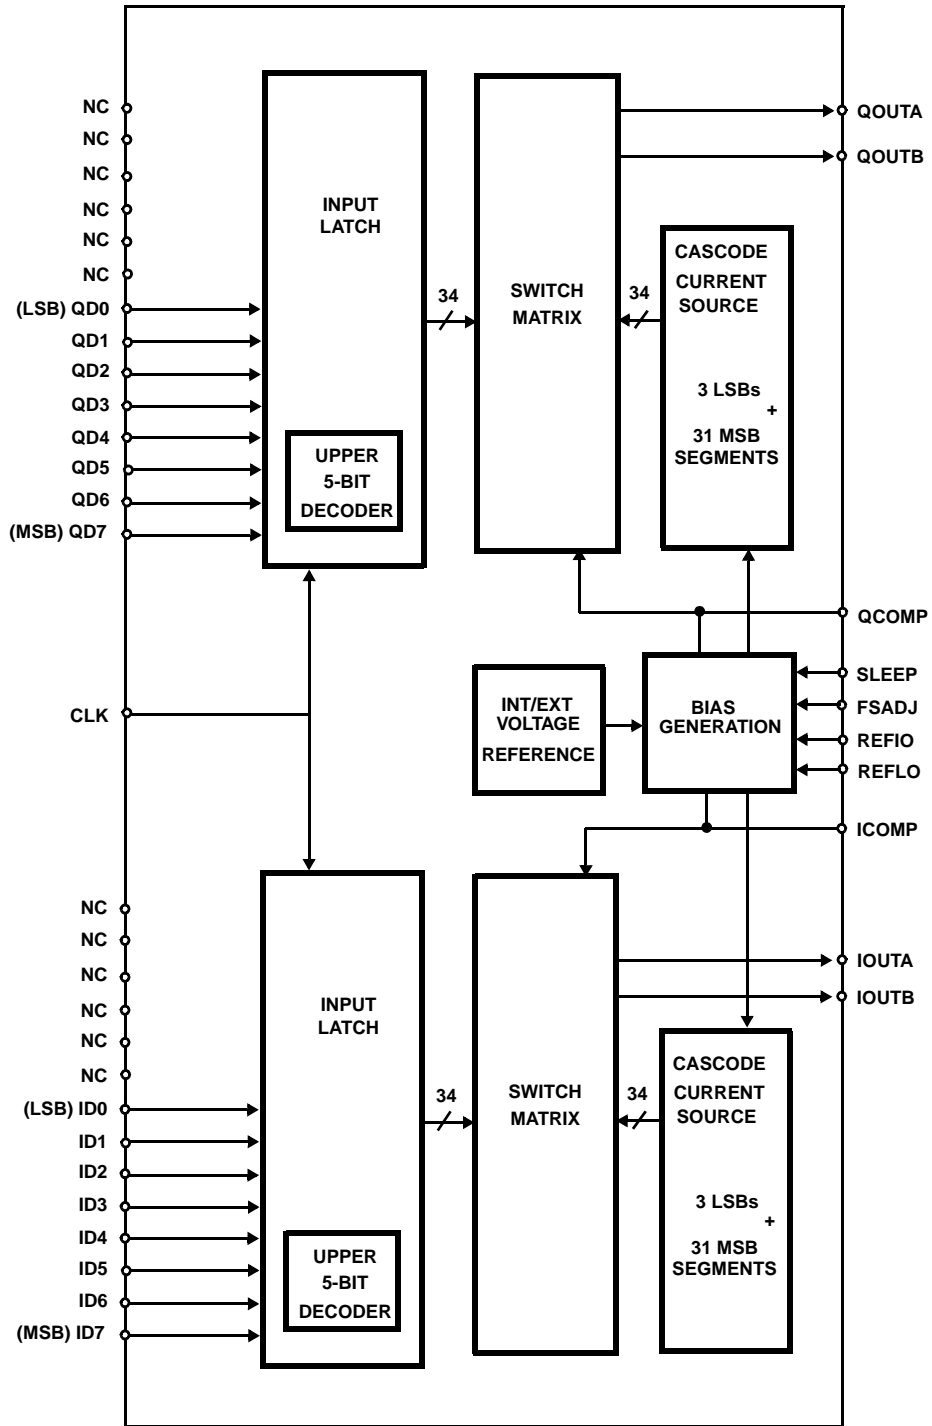 NC
NC
NC
NC
NC
NC
(LSB) QD0
QD1
QD2
QD3
QD4
QD5
QD6
(MSB) QD7
INPUT
LATCH
UPPER
5-BIT
DECODER
34
SWITCH
MATRIX
34
CASCODE
CURRENT
SOURCE
3 LSBs
+
31 MSB
SEGMENTS
QOUTA
QOUTB
QCOMP
SLEEP
FSADJ
REFIO
REFLO
ICOMP
CLK
INT/EXT
VOLTAGE
REFERENCE
BIAS
GENERATION
NC
NC
NC
NC
NC
NC
(LSB) ID0
ID1
ID2
ID3
ID4
ID5
ID6
(MSB) ID7
INPUT
LATCH
UPPER
5-BIT
DECODER
34
SWITCH
MATRIX
34
CASCODE
CURRENT
SOURCE
3 LSBs
+
31 MSB
SEGMENTS
IOUTA
IOUTB